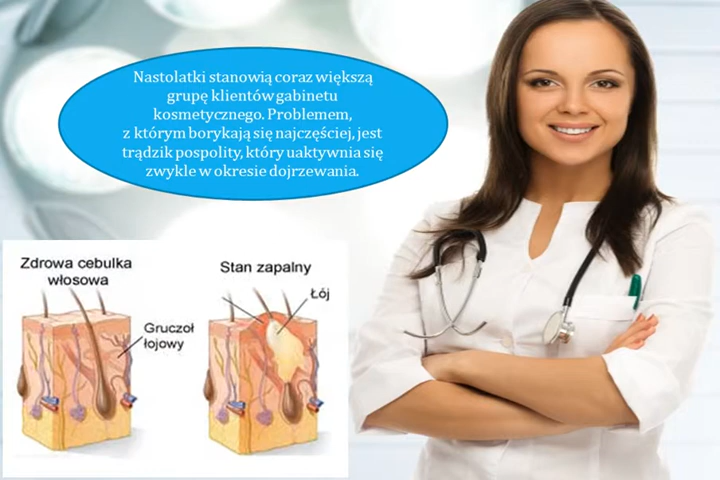 Nastolatki stanowią coraz większą
grupę klientów gabinetu
kosmetycznego. Problemem,
z którym borykają się najczęściej, jest
trądzik pospolity, który uaktywnia się
zwykle w okresie dojrzewania.
Zdrowa cebulka
włosowa
Stan zapalny
Łój
Gruczoł
łojowy